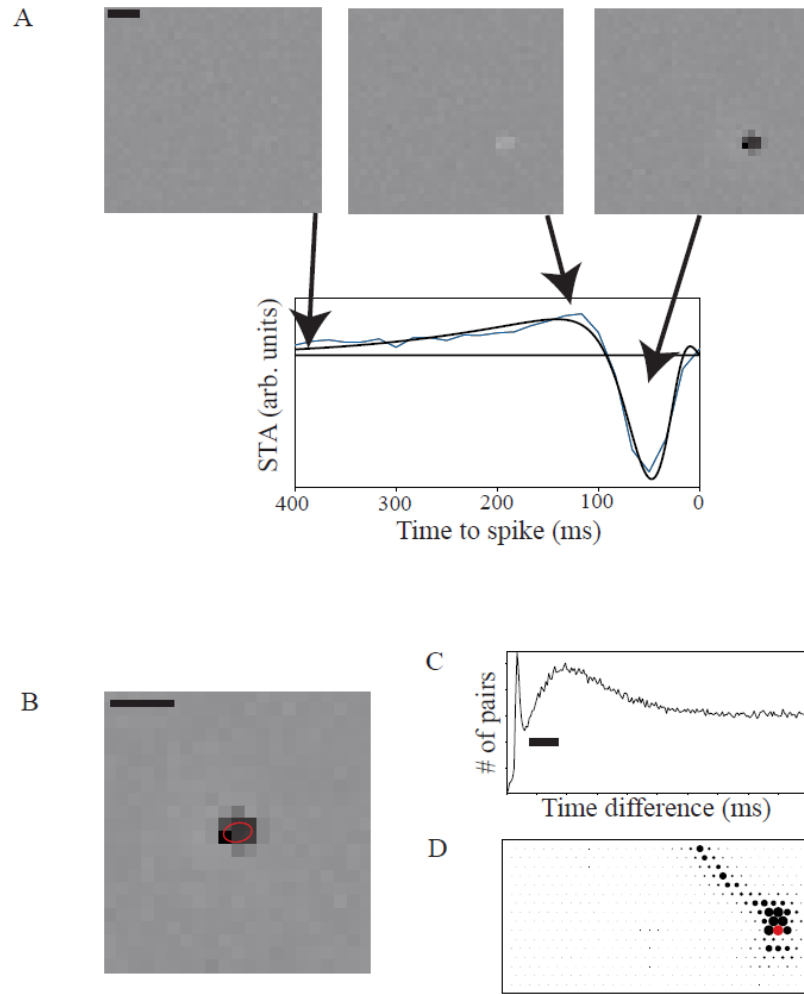 A
STA (arb. units)
400 300 200 100 0
Time to spike (ms)
B
C
# of pairs
Time difference (ms)
D